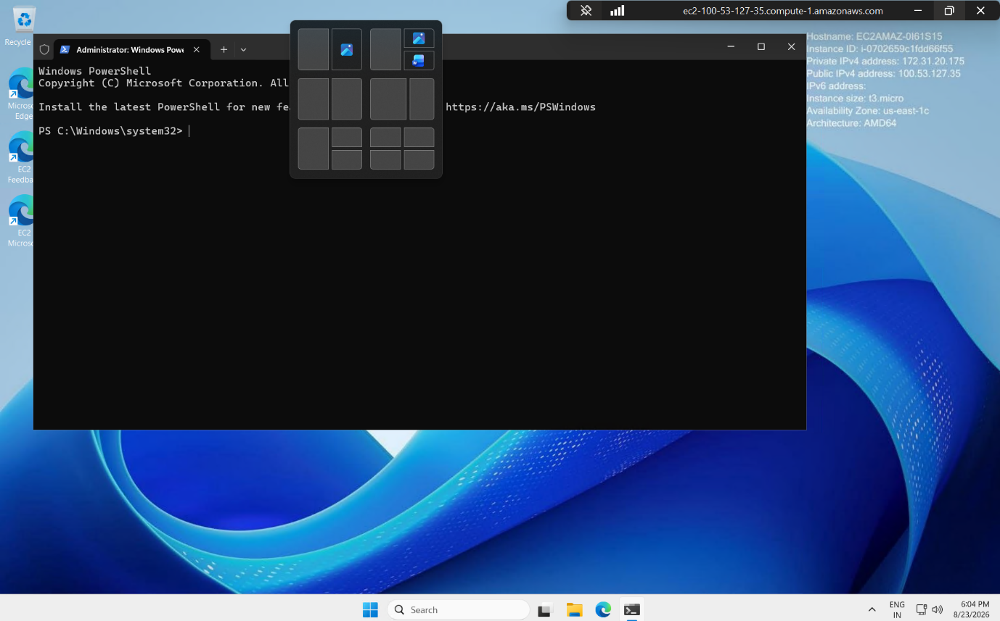 ec2-100-53-127-35.compute-1.amazonaws.com
Recycle
Hostname: EC2AMAZ-0I61S15
Instance ID: i-0702659c1fdd66f55
Private IPv4 address: 172.31.20.175
Public IPv4 address: 100.53.127.35
IPv6 address:
Instance size: t3.micro
Availability Zone: us-east-1c
Architecture: AMD64
Administrator: Windows Powe
Windows PowerShell
Copyright (C) Microsoft Corporation. All
Install the latest PowerShell for new fea https://aka.ms/PSWindows
PS C:\Windows\system32>
Microso
Edge
EC2
Feedba
EC2
Microso
Search
ENG
IN
6:04 PM
8/23/2026